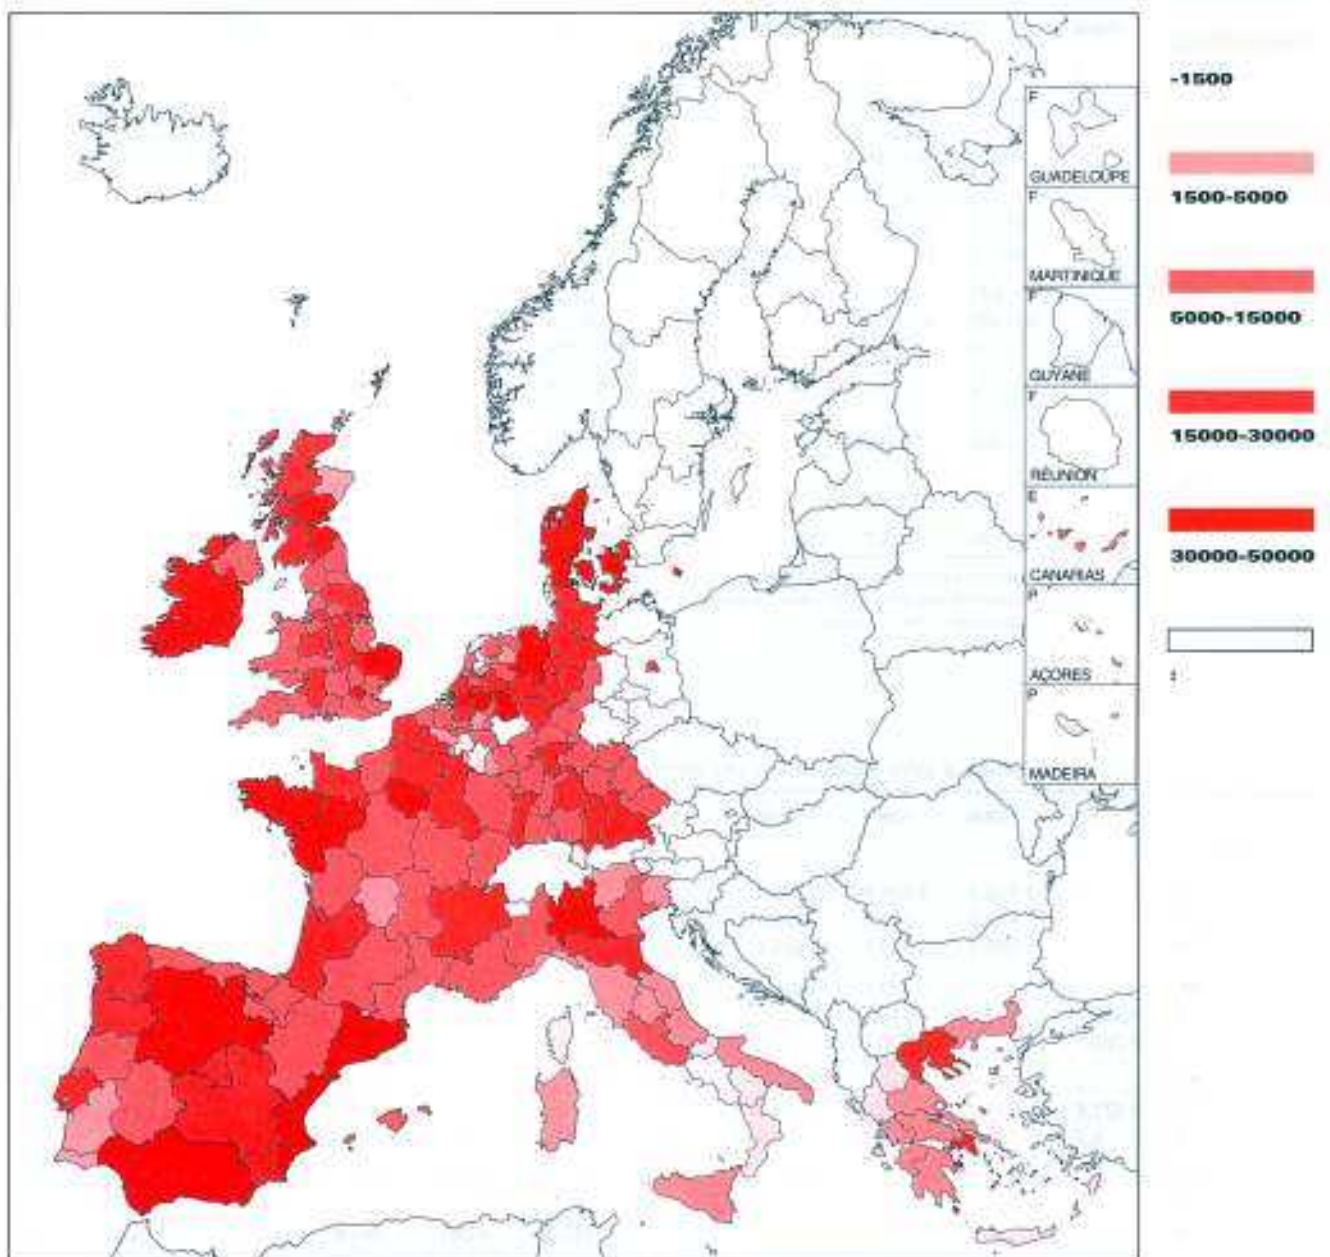 F
GUADELOUPE
F
MARTINIQUE
F
GUYANE
F
RÉUNION
E
CANARIAS
P
AÇORES
P
MADEIRA
-1500
1500-5000
5000-15000
15000-30000
30000-50000
: